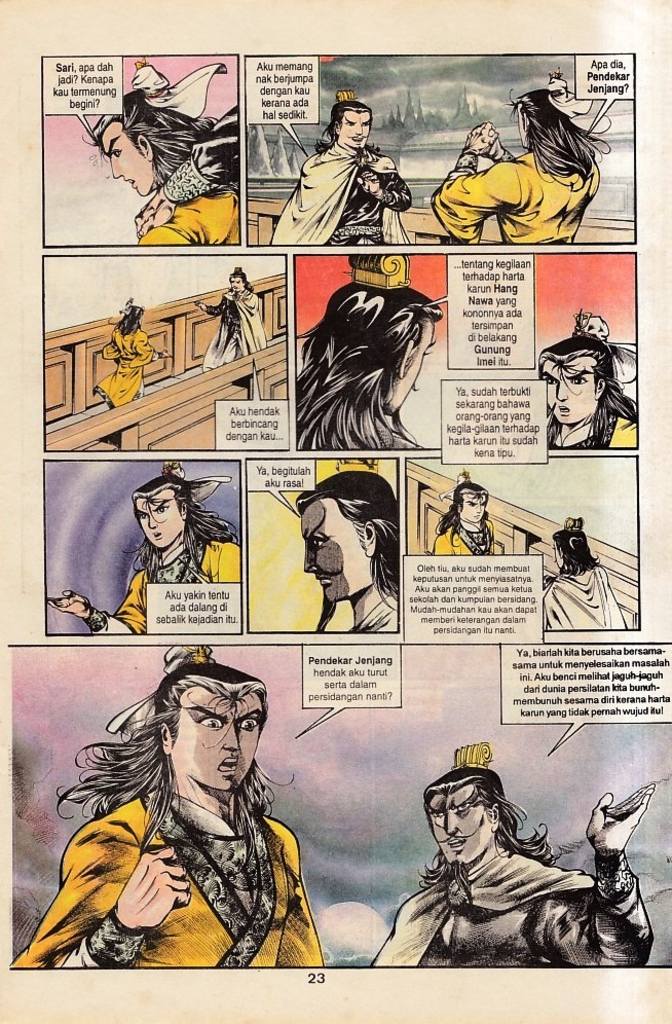 Sari, apa dah
jadi? Kenapa
kau termenung
begini?
Aku memang
nak berjumpa
dengan kau
kerana ada
hal sedikit.
Apa dia,
Pendekar
Jenjang?
Aku hendak
berbincang
dengan kau...
...tentang kegilaan
terhadap harta
karun Hang
Nawa yang
kononnya ada
tersimpan
di belakang
Gunung
Imei itu.
Ya, sudah terbukti
sekarang bahawa
orang-orang yang
kegila-gilaan terhadap
harta karun itu sudah
kena tipu.
Aku yakin tentu
ada dalang di
sebalik kejadian itu.
Ya, begitulah
aku rasa!
Oleh tiu, aku sudah membuat
keputusan untuk menyiasatnya.
Aku akan panggil semua ketua
sekolah dan kumpulan bersidang.
Mudah-mudahan kau akan dapat
memberi keterangan dalam
persidangan itu nanti.
Pendekar Jenjang
hendak aku turut
serta dalam
persidangan nanti?
Ya, biarlah kita berusaha bersama-
sama untuk menyelesaikan masalah
ini. Aku benci melihat jaguh-jaguh
dari dunia persilatan kita bunuh-
membunuh sesama diri kerana harta
karun yang tidak pernah wujud itu!
23